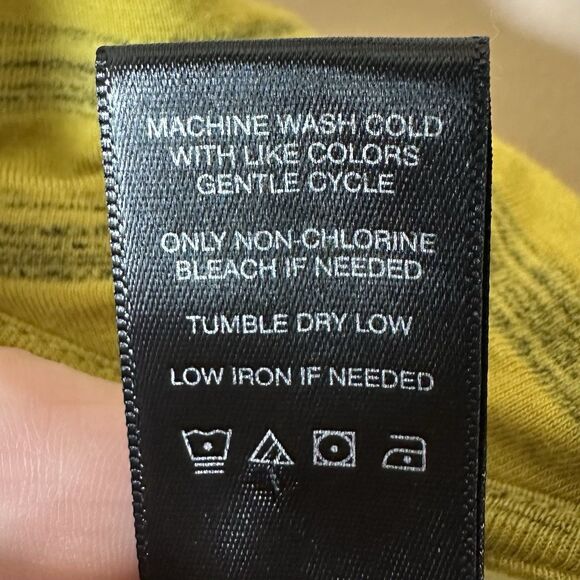 MACHINE WASH COLD
WITH LIKE COLORS
GENTLE CYCLE
ONLY NON-CHLORINE
BLEACH IF NEEDED
TUMBLE DRY LOW
LOW IRON IF NEEDED